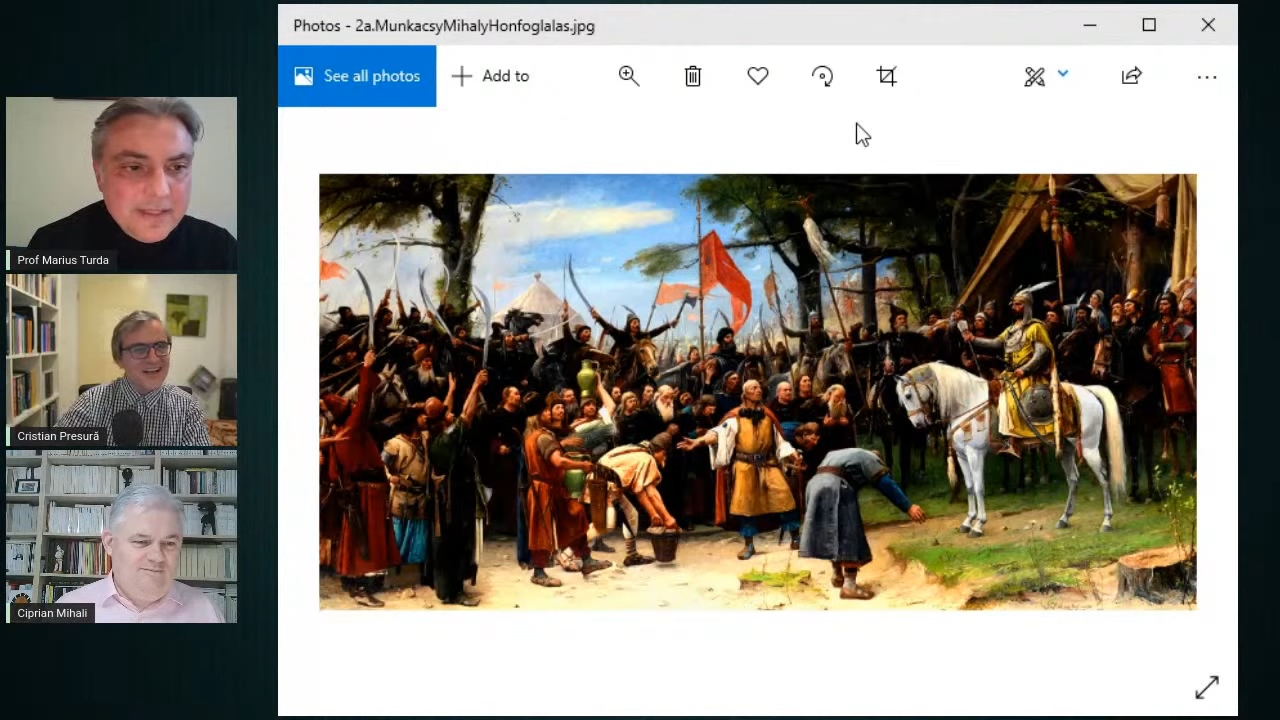 Photos - 2a.MunkacsyMihalyHonfoglalas.jpg
See all photos
Add to
Prof Marius Turda
Cristian Presură
Ciprian Mihali